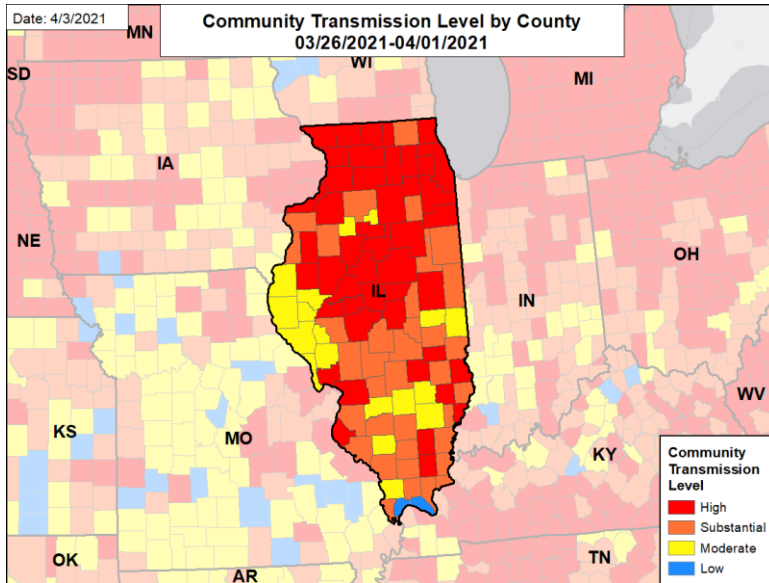 Date: 4/3/2021
Community Transmission Level by County
03/26/2021-04/01/2021
MN
WI
SD
MI
IA
NE
OH
IL
IN
WV
KS
MO
KY
Community
Transmission
Level
High
Substantial
Moderate
Low
OK
AR
TN